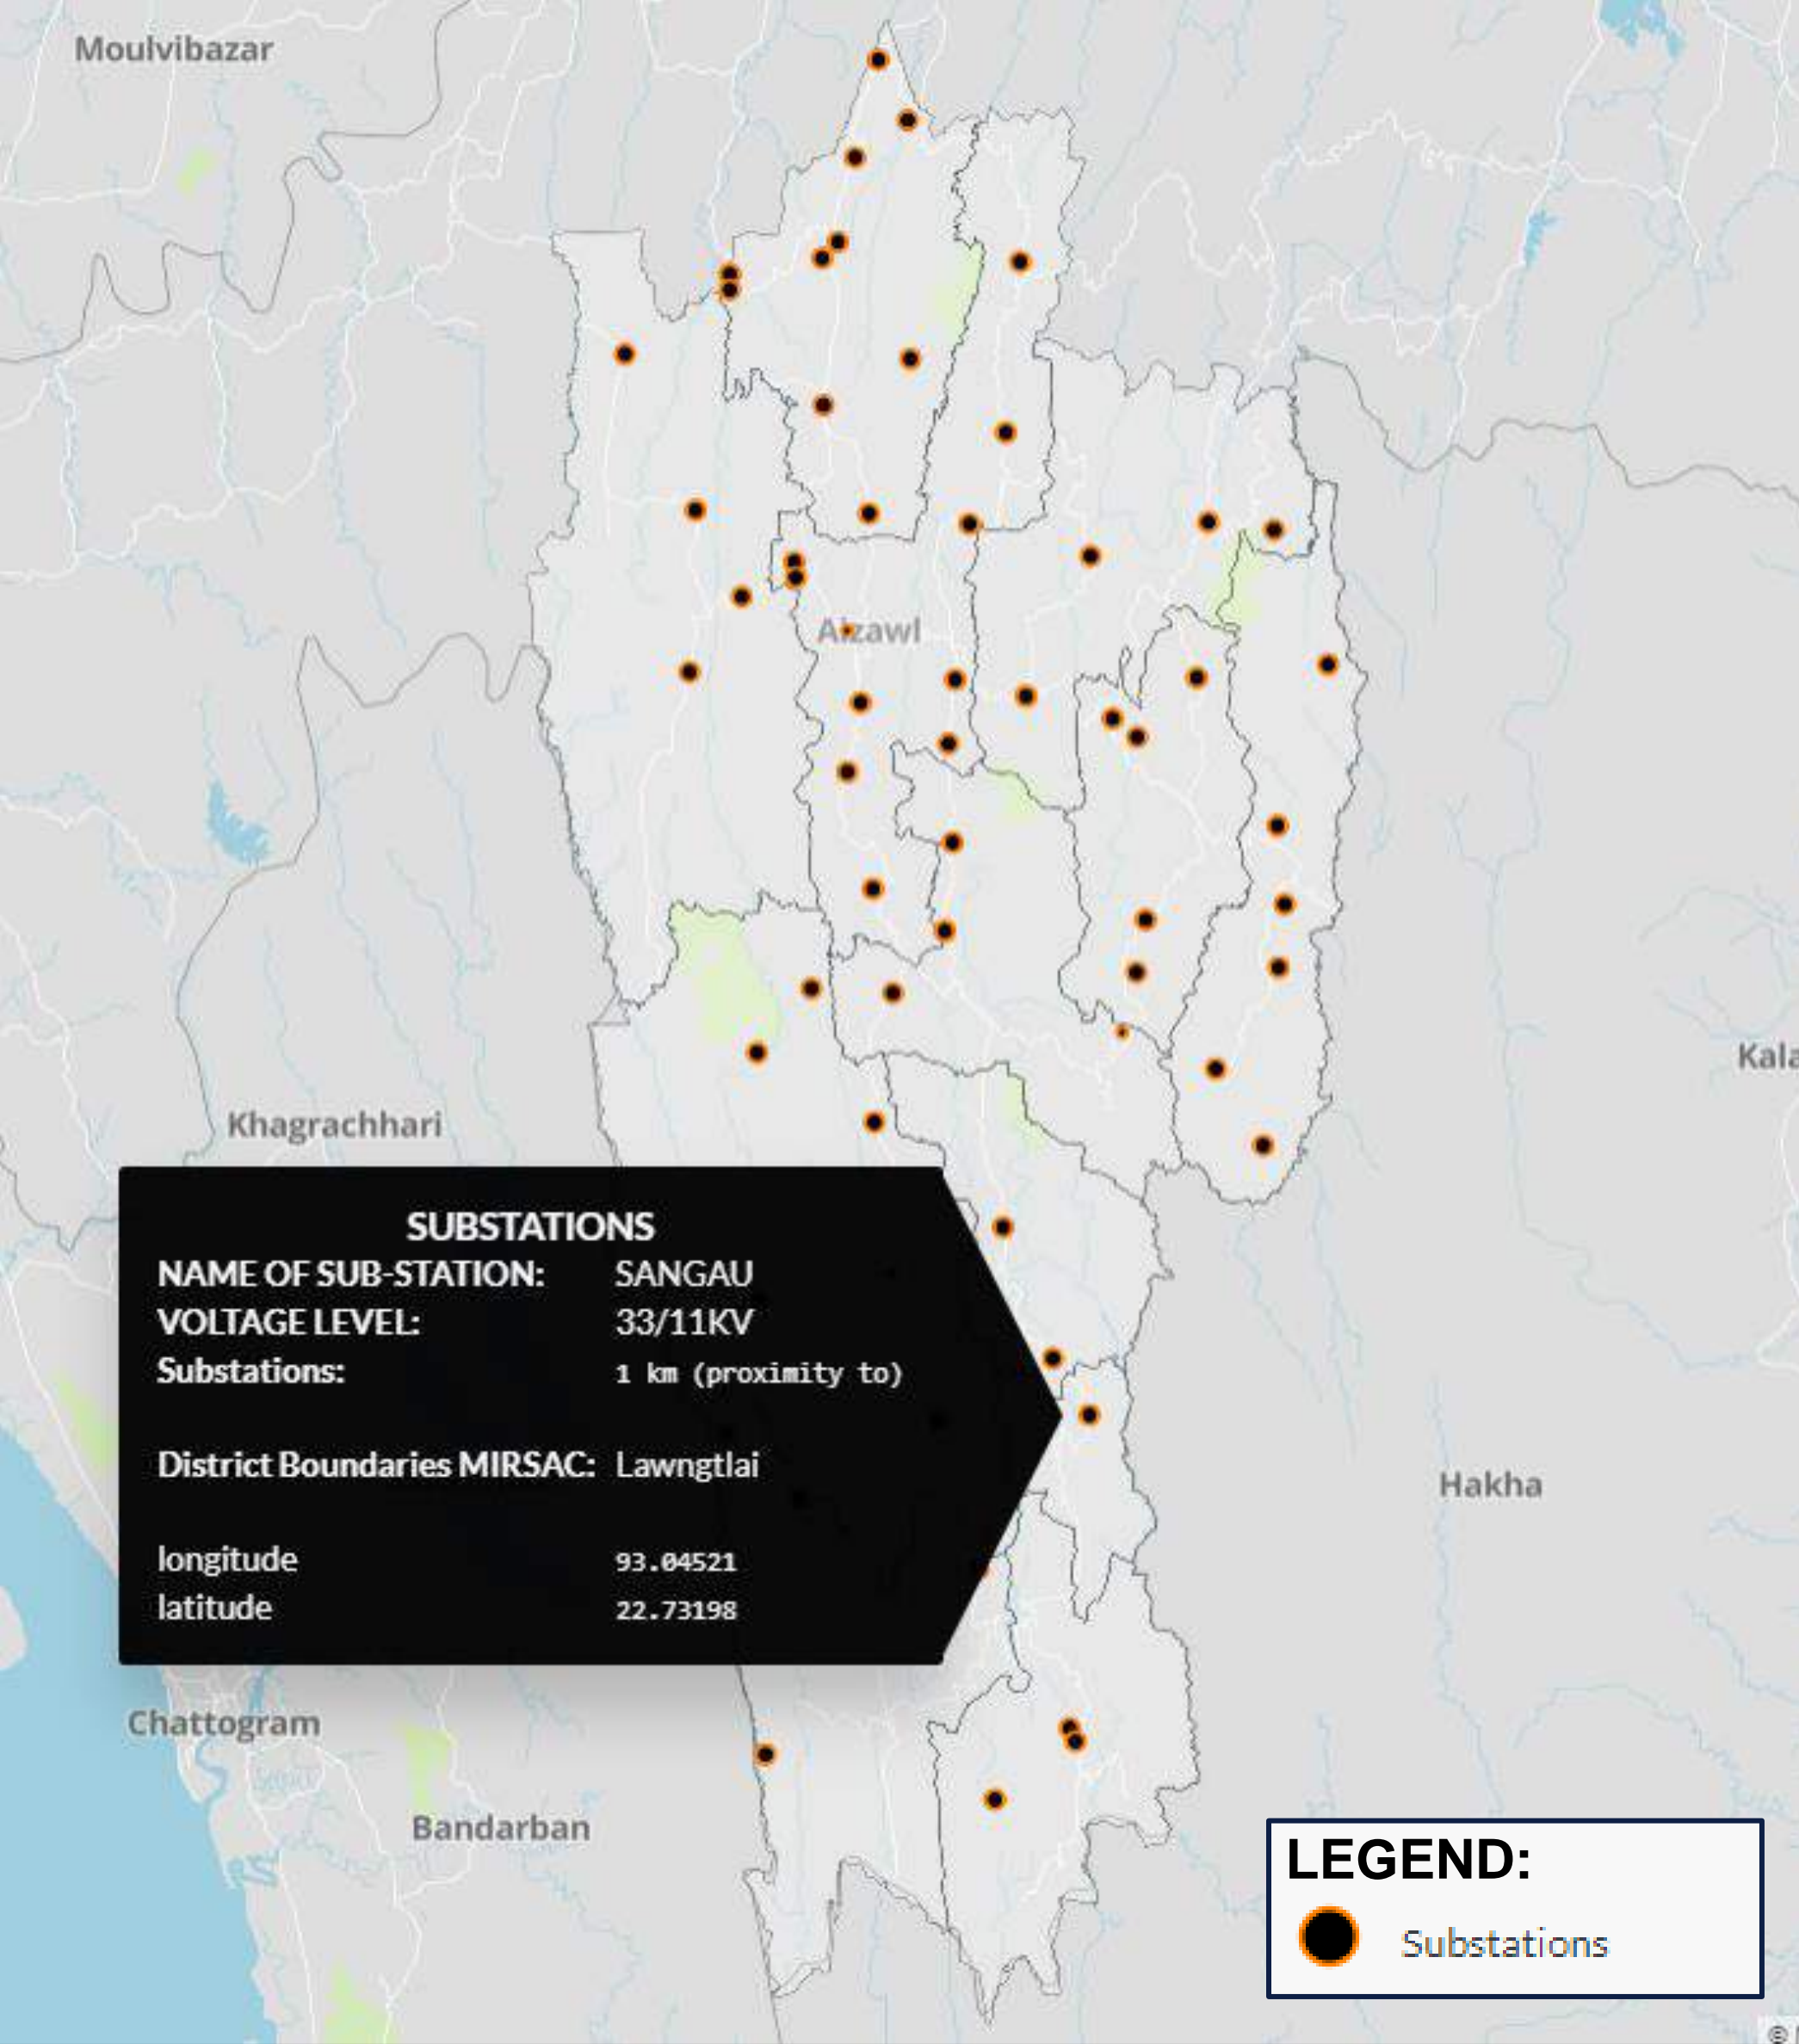 Moulvibazar
Aizawl
Khagrachhari
SUBSTATIONS
NAME OF SUB-STATION: SANGAU
VOLTAGE LEVEL: 33/11KV
Substations: 1 km (proximity to)
District Boundaries MIRSAC: Lawngtlai
longitude 93.04521
latitude 22.73198
Hakha
Chattogram
Bandarban
LEGEND:
Substations